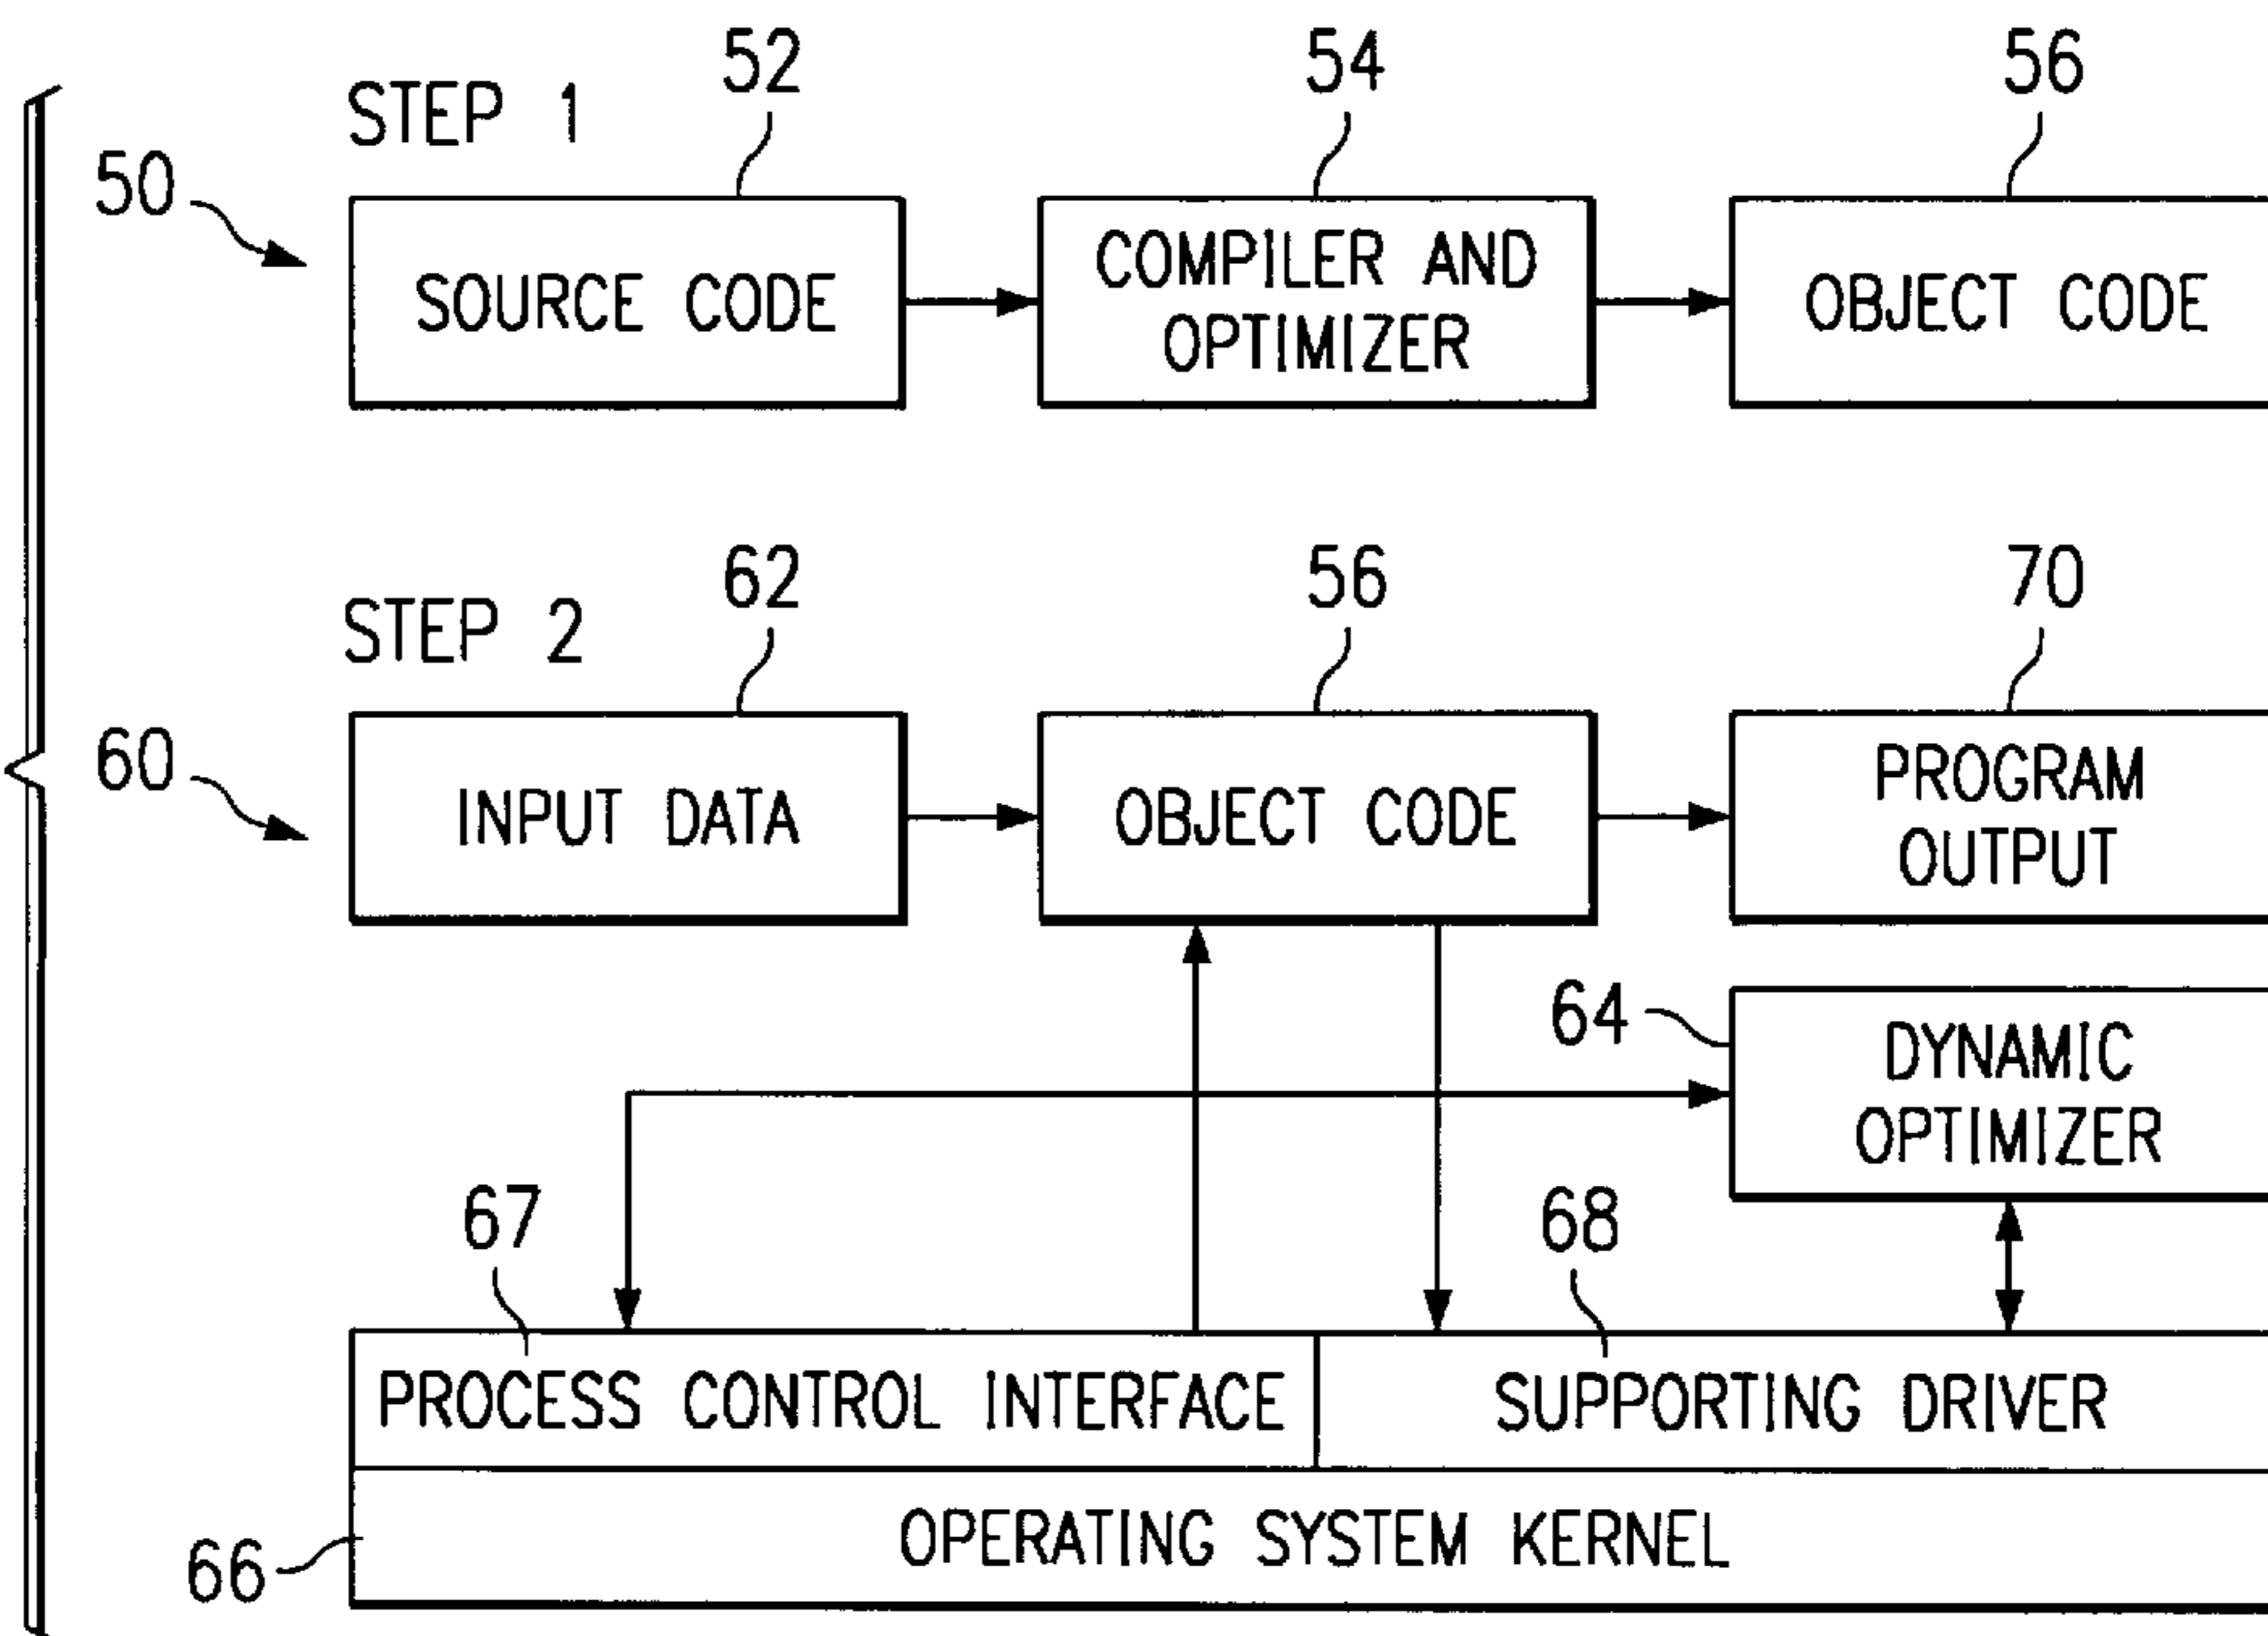 52
54
56
STEP 1
50
SOURCE CODE
COMPILER AND
OPTIMIZER
OBJECT CODE
62
56
70
STEP 2
60
INPUT DATA
OBJECT CODE
PROGRAM
OUTPUT
64
DYNAMIC
OPTIMIZER
67
68
PROCESS CONTROL INTERFACE
SUPPORTING DRIVER
66
OPERATING SYSTEM KERNEL